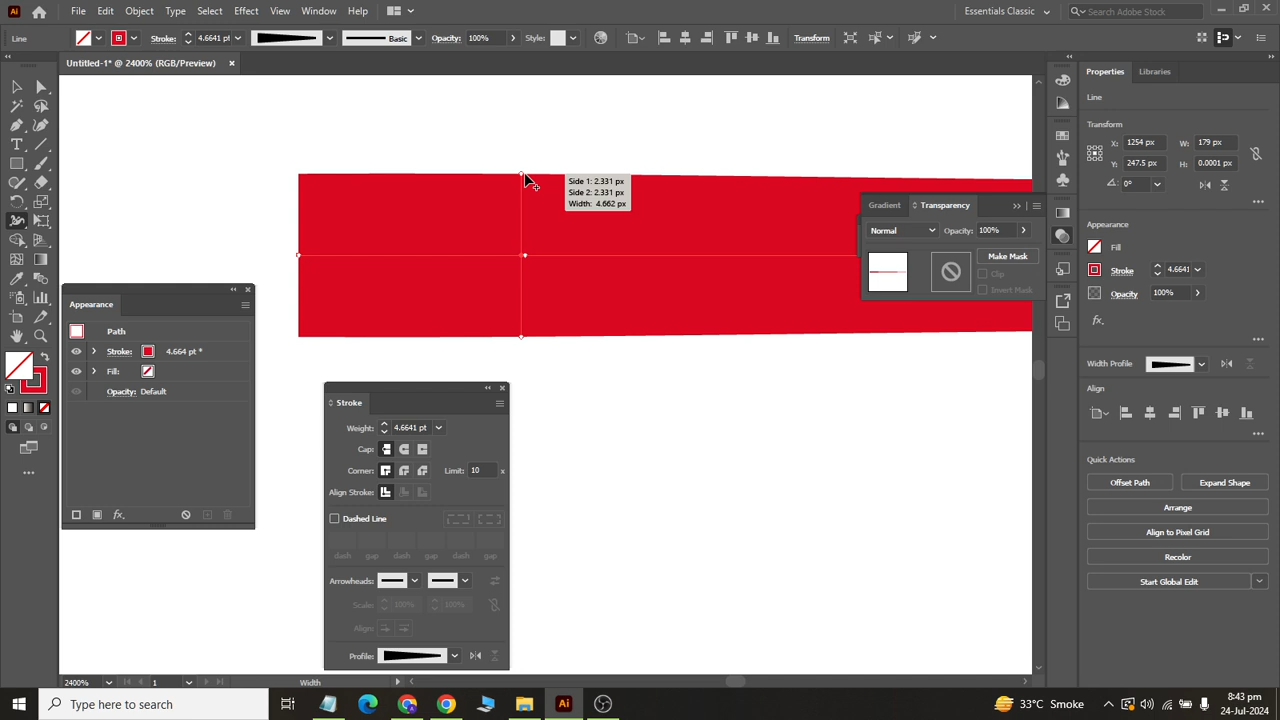 Ai
File
Edit
Object
Type
Select
Effect
View
Window
Help
Essentials Classic
Search Adobe Stock
Line
Stroke:
4.6641 pt
Basic
Opacity:
100%
Style:
Transform
Untitled-1* @ 2400% (RGB/Preview)
×
Properties
Libraries
Line
Transform
X:
1254 px
W:
179 px
Y:
247.5 px
H:
0.0001 px
0°
Appearance
Fill
Stroke
4.6641
Opacity
100%
fx.
Width Profile
Align
Quick Actions
Offset Path
Expand Shape
Arrange
Align to Pixel Grid
Recolor
Start Global Edit
Side 1: 2.331 px
Side 2: 2.331 px
Width: 4.662 px
Gradient
Transparency
Normal
Opacity:
100%
Make Mask
Clip
Invert Mask
Appearance
Path
Stroke:
4.664 pt *
Fill:
Opacity: Default
fx.
Stroke
Weight:
4.6641 pt
Cap:
Corner:
Limit:
10
x
Align Stroke:
Dashed Line
dash
gap
dash
gap
dash
gap
Arrowheads:
Scale:
100%
100%
Align:
Profile:
2400%
1
Width
Type here to search
Ai
33°C Smoke
8:43 pm
24-Jul-2024